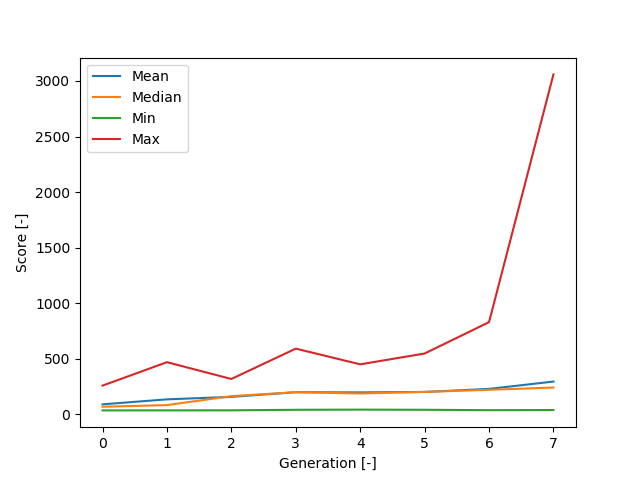 Mean
Median
Min
Max
3000
2500
2000
1500
1000
500
0
Score [-]
0 1 2 3 4 5 6 7
Generation [-]